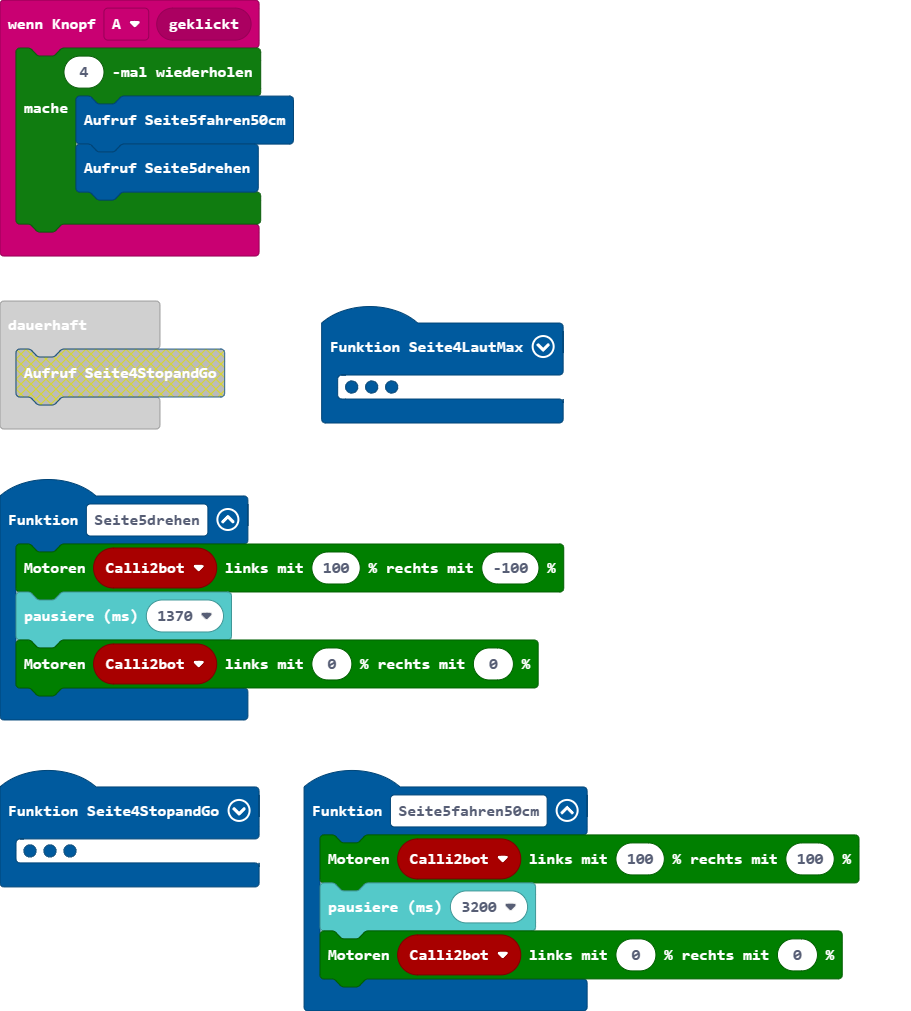 wenn Knopf A geklickt
4 -mal wiederholen
mache
Aufruf Seite5fahren50cm
Aufruf Seite5drehen
dauerhaft
Aufruf Seite4StopandGo
Funktion Seite4LautMax
Funktion Seite5drehen
Motoren Calli2bot links mit 100 % rechts mit -100 %
pausiere (ms) 1370
Motoren Calli2bot links mit 0 % rechts mit 0 %
Funktion Seite4StopandGo
Funktion Seite5fahren50cm
Motoren Calli2bot links mit 100 % rechts mit 100 %
pausiere (ms) 3200
Motoren Calli2bot links mit 0 % rechts mit 0 %